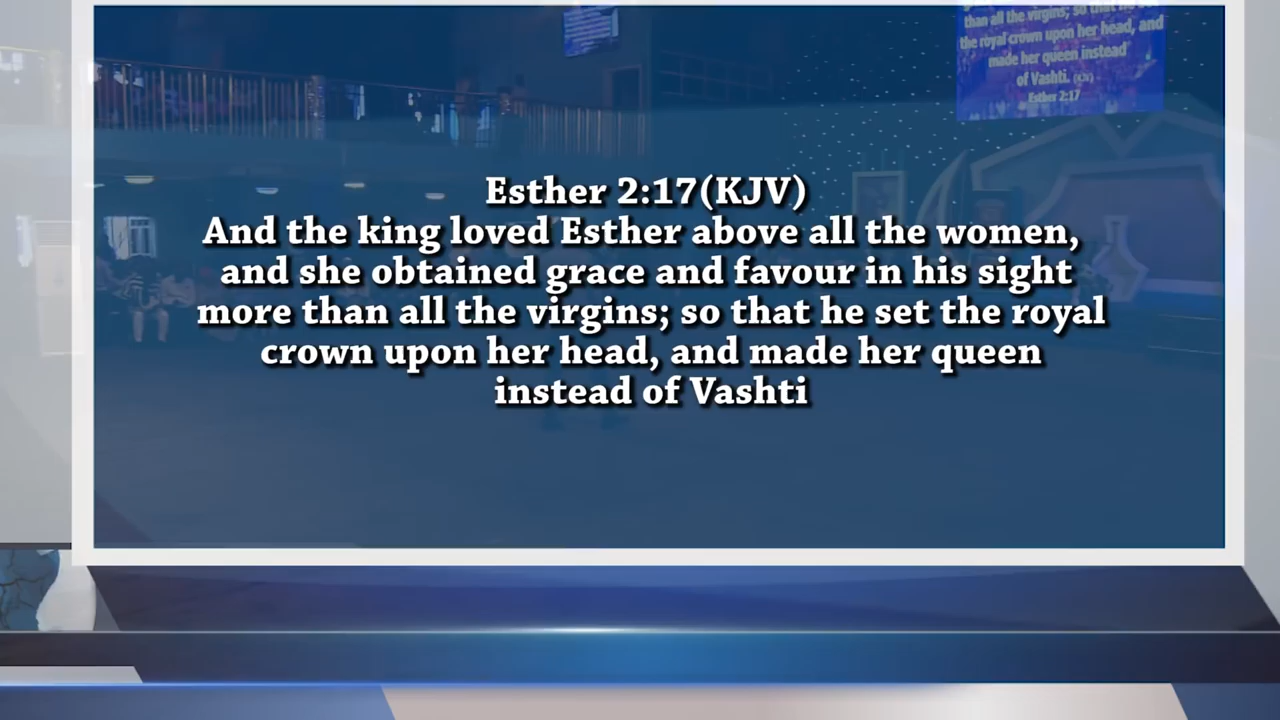 than all the virgins; so that he
the royal crown upon her head, and
made her queen instead
of Vashti. (KJV)
Esther 2:17
Esther 2:17(KJV)
And the king loved Esther above all the women,
and she obtained grace and favour in his sight
more than all the virgins; so that he set the royal
crown upon her head, and made her queen
instead of Vashti